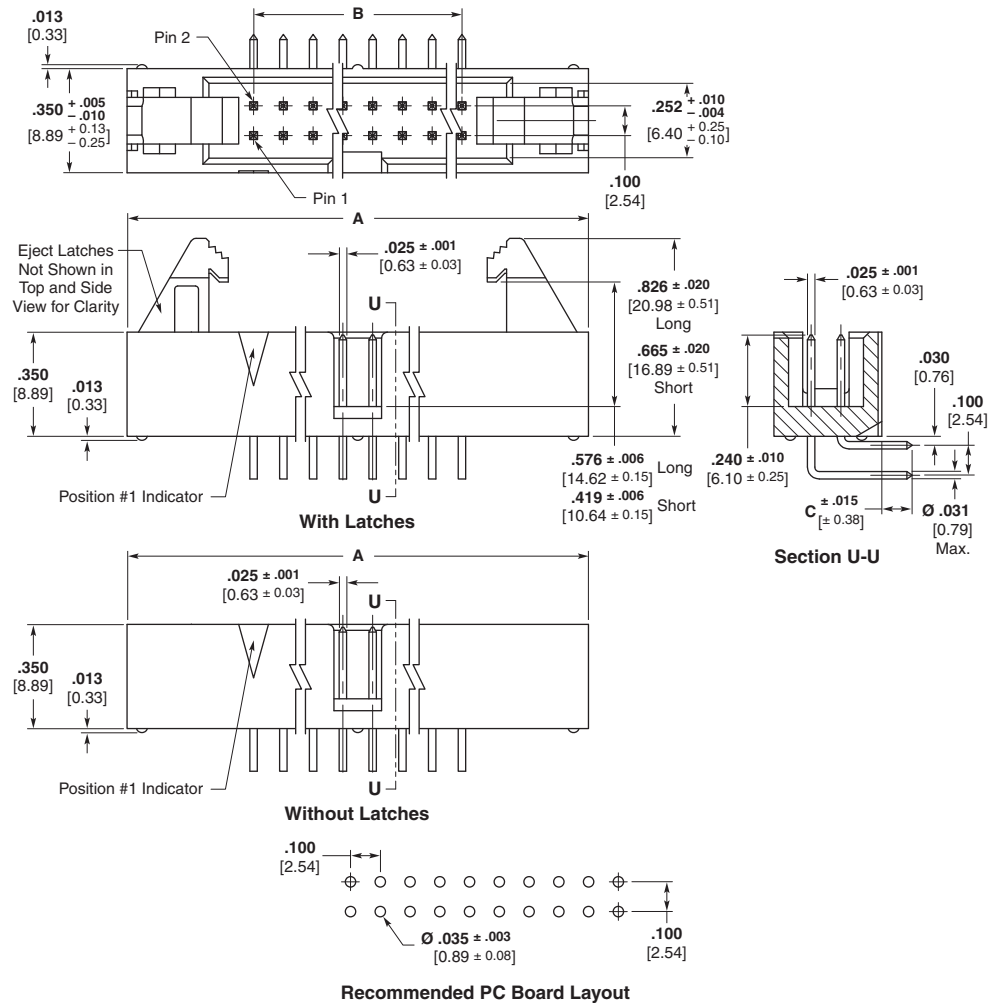 .013
[0.33]
B
Pin 2
.350 + .005 - .010
[8.89 + 0.13 - 0.25]
.252 + .010 - .004
[6.40 + 0.25 - 0.10]
.100
[2.54]
Pin 1
A
Eject Latches
Not Shown in
Top and Side
View for Clarity
.025 ± .001
[0.63 ± 0.03]
U
.826 ± .020
[20.98 ± 0.51]
Long
.665 ± .020
[16.89 ± 0.51]
Short
.350
[8.89]
.013
[0.33]
.576 ± .006
[14.62 ± 0.15] Long
.419 ± .006
[10.64 ± 0.15] Short
Position #1 Indicator
U
With Latches
.025 ± .001
[0.63 ± 0.03]
.030
[0.76]
.100
[2.54]
.240 ± .010
[6.10 ± 0.25]
C ± .015
[± 0.38]
Ø .031
[0.79]
Max.
Section U-U
A
.025 ± .001
[0.63 ± 0.03]
U
.350
[8.89]
.013
[0.33]
Position #1 Indicator
U
Without Latches
.100
[2.54]
Ø .035 ± .003
[0.89 ± 0.08]
.100
[2.54]
Recommended PC Board Layout